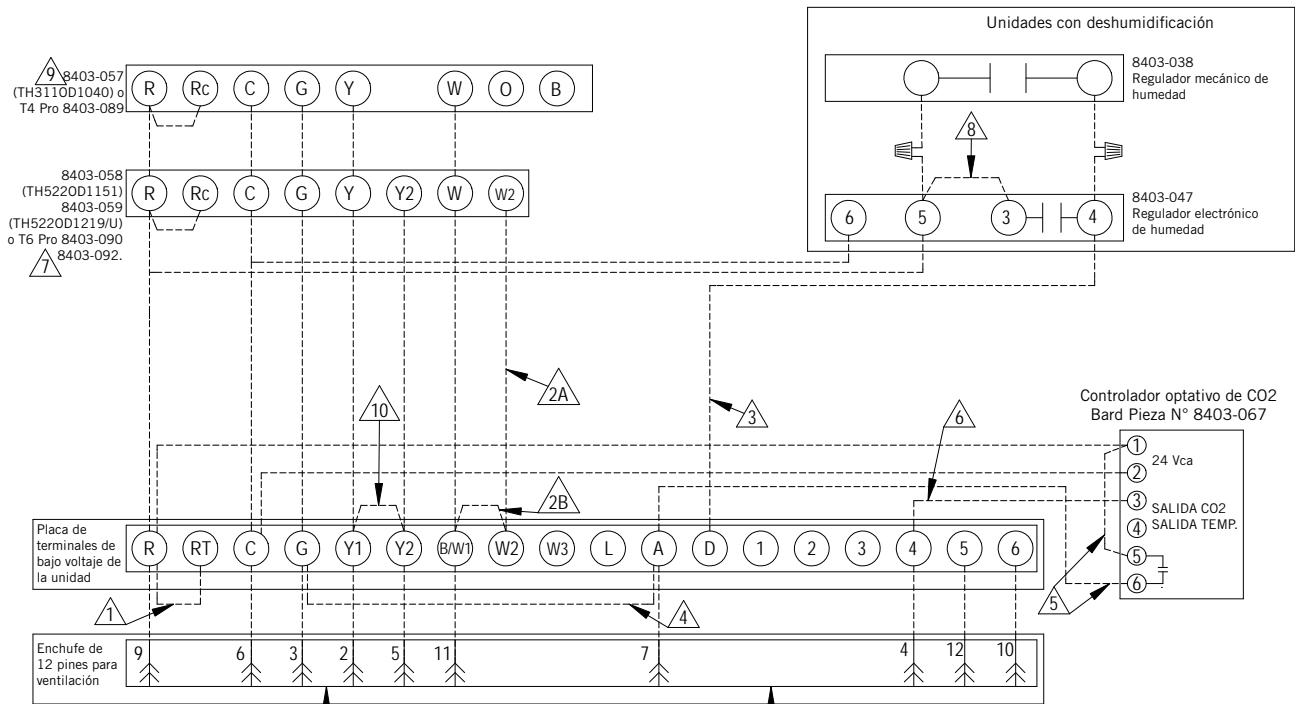 Unidades con deshumidificación
8403-038
Regulador mecánico de
humedad
9
8403-057
(TH3110D1040) o
T4 Pro 8403-089
R Rc C G Y W O B
8
8403-058
(TH522OD1151)
8403-059
(TH522OD1219/U)
o T6 Pro 8403-090
8403-092.
7
R Rc C G Y Y2 W W2
6 5 3 4
8403-047
Regulador electrónico
de humedad
2A
10
3
6
Controlador optativo de CO2
Bard Pieza N° 8403-067
1
24 Vca
2
3
SALIDA CO2
SALIDA TEMP.
4
5
6
2B
Placa de
terminales de
bajo voltaje de
la unidad
R RT C G Y1 Y2 B/W1 W2 W3 L A D 1 2 3 4 5 6
1
4
5
Enchufe de
12 pines para
ventilación
9 6 3 2 5 11 7 4 12 10